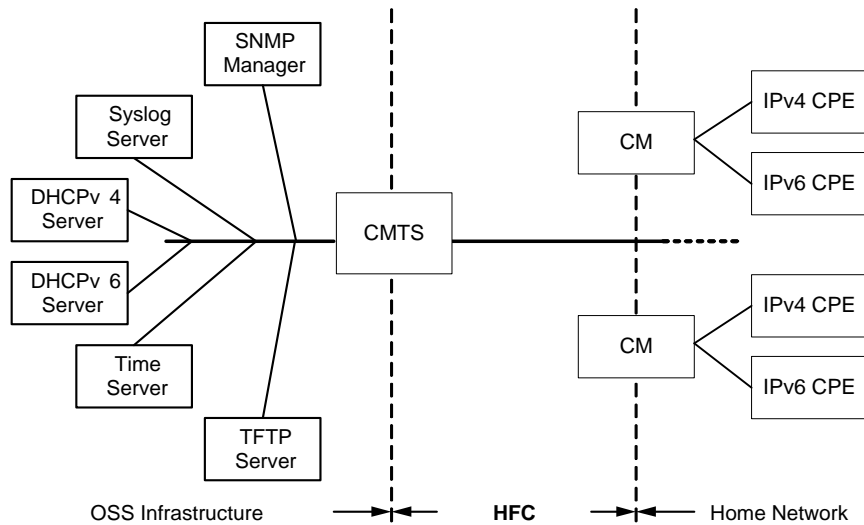 SNMP
Manager
Syslog
Server
DHCPv 4
Server
DHCPv 6
Server
Time
Server
TFTP
Server
CMTS
CM
IPv4 CPE
IPv6 CPE
CM
IPv4 CPE
IPv6 CPE
OSS Infrastructure
HFC
Home Network